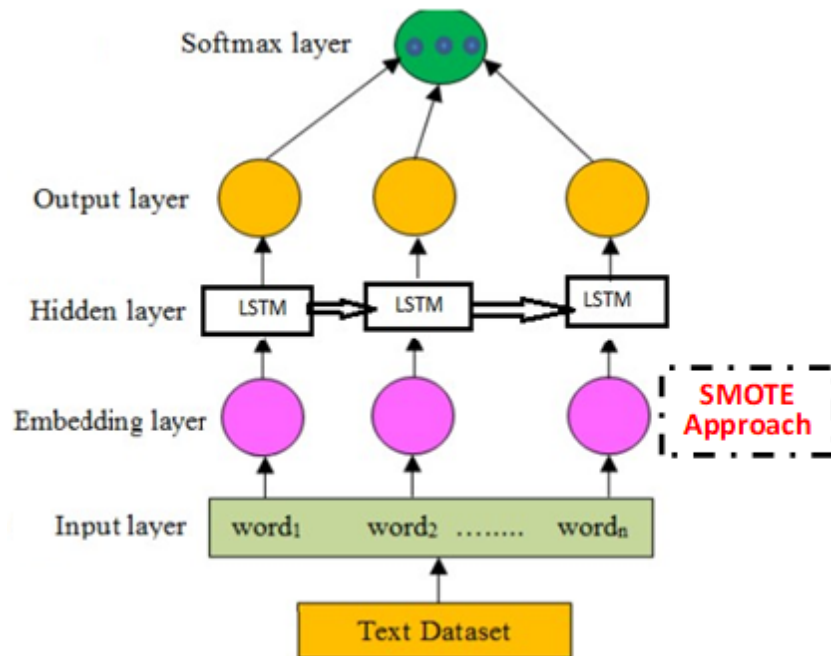 Softmax layer
Output layer
Hidden layer
LSTM
LSTM
LSTM
Embedding layer
SMOTE
Approach
Input layer
word₁ word₂ ........ wordₙ
Text Dataset